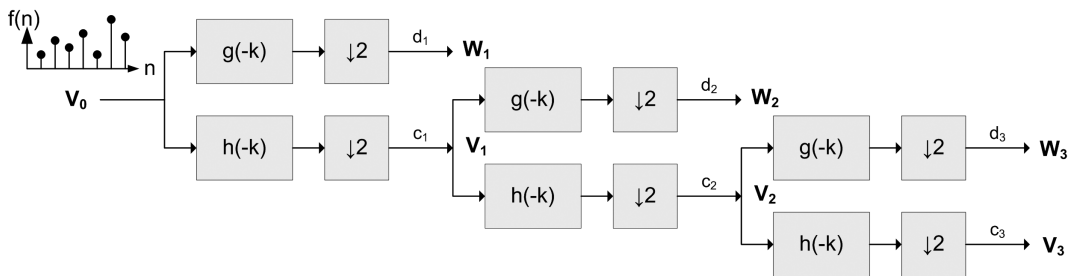 f(n)
n
V0
g(-k)
↓2
d1
W1
h(-k)
↓2
c1
V1
g(-k)
↓2
d2
W2
h(-k)
↓2
c2
V2
g(-k)
↓2
d3
W3
h(-k)
↓2
c3
V3